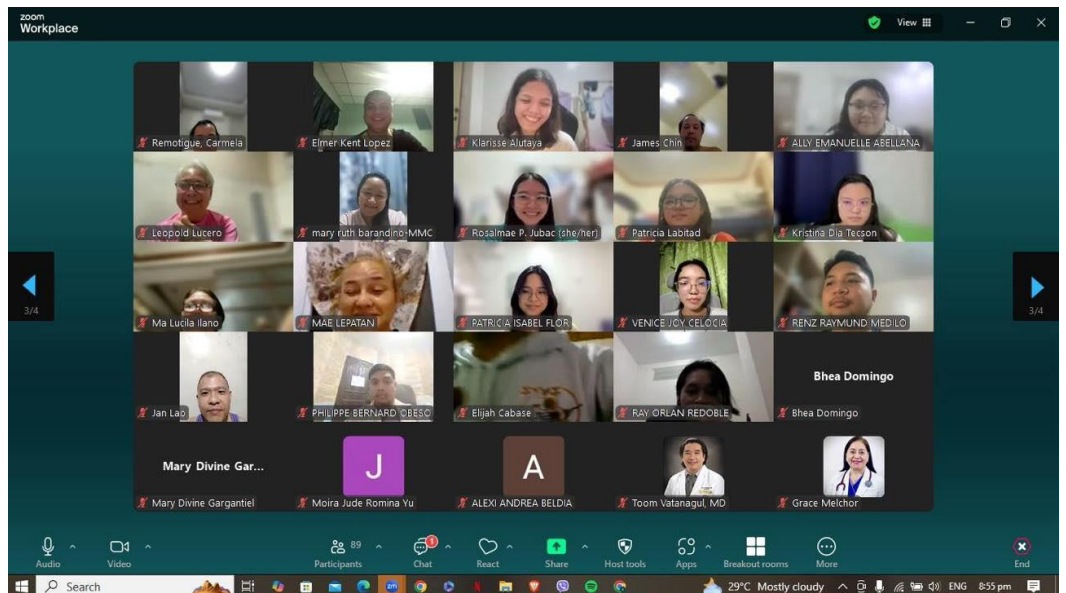 zoom
Workplace
View
Remotigue, Carmela
Elmer Kent Lopez
Klarisse Alutaya
James Chin
ALLY EMANUELLE ABELLANA
Leopold Lucero
mary ruth barandino-MMC
Rosalmae P. Jubac (she/her)
Patricia Labitad
Kristina Dia Tecson
3/4
3/4
Ma Lucila Ilano
MAE LEPATAN
PATRICIA ISABEL FLOR
VENICE JOY CELOCIA
RENZ RAYMUND MEDILO
Jan Lao
PHILIPPE BERNARD OBESO
Elijah Cabase
RAY ORLAN REDOBLE
Bhea Domingo
Bhea Domingo
Mary Divine Gar...
Mary Divine Gargantiel
J
Moira Jude Romina Yu
A
ALEXI ANDREA BELDIA
Toom Vatanagul, MD
Grace Melchor
Audio
Video
89
Participants
1
Chat
React
Share
Host tools
Apps
Breakout rooms
More
End
Search
zm
29°C Mostly cloudy
ENG
8:55 pm